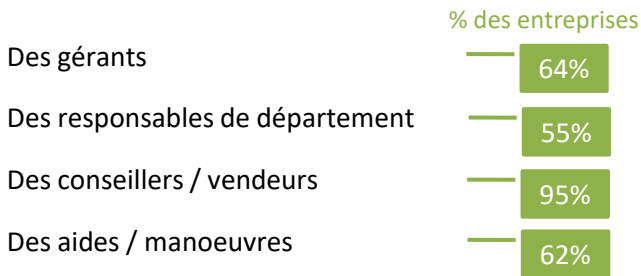 % des entreprises
Des gérants 64%
Des responsables de département 55%
Des conseillers / vendeurs 95%
Des aides / manoeuvres 62%